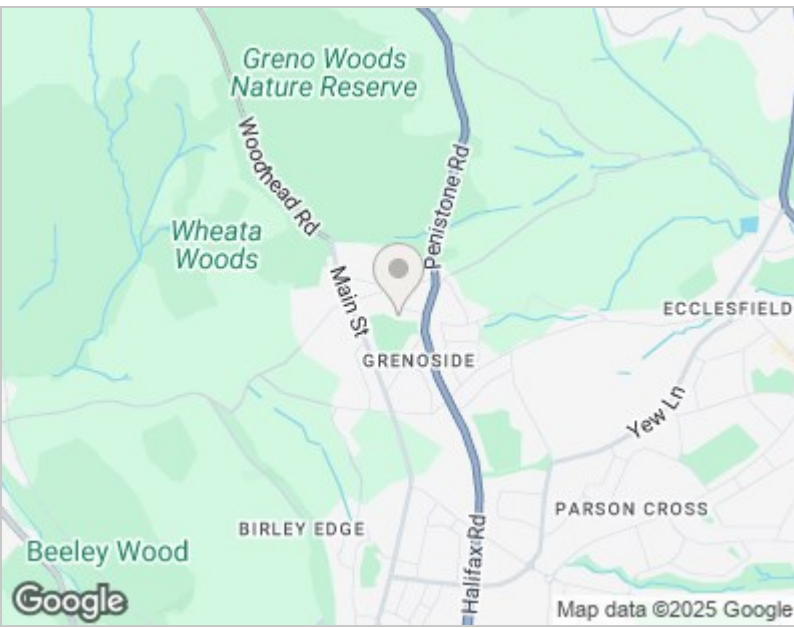 Greno Woods
Nature Reserve
Woodhead Rd
Penistone Rd
Wheata
Woods
Main St
ECCLESFIELD
GRENOSIDE
Yew Ln
PARSON CROSS
BIRLEY EDGE
Halifax Rd
Beeley Wood
Google
Map data ©2025 Google